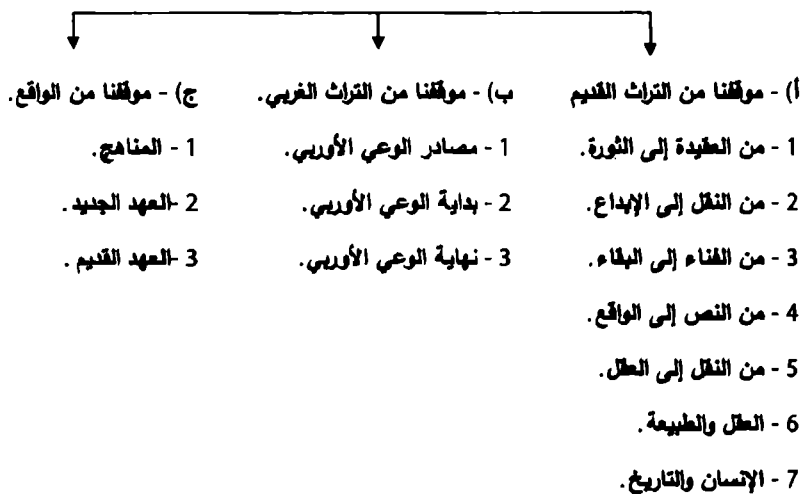 أ) - موقفنا من التراث القديم
1 - من العقيدة إلى الثورة.
2 - من النقل إلى الإبداع.
3 - من الفناء إلى البقاء.
4 - من النص إلى الواقع.
5 - من النقل إلى العقل.
6 - العقل والطبيعة.
7 - الإنسان والتاريخ.
ب) - موقفنا من التراث الغربي.
1 - مصادر الوعي الأوربي.
2 - بداية الوعي الأوربي.
3 - نهاية الوعي الأوربي.
ج) - موقفنا من الواقع.
1 - المناهج.
2 -العهد الجديد.
3 -العهد القديم.